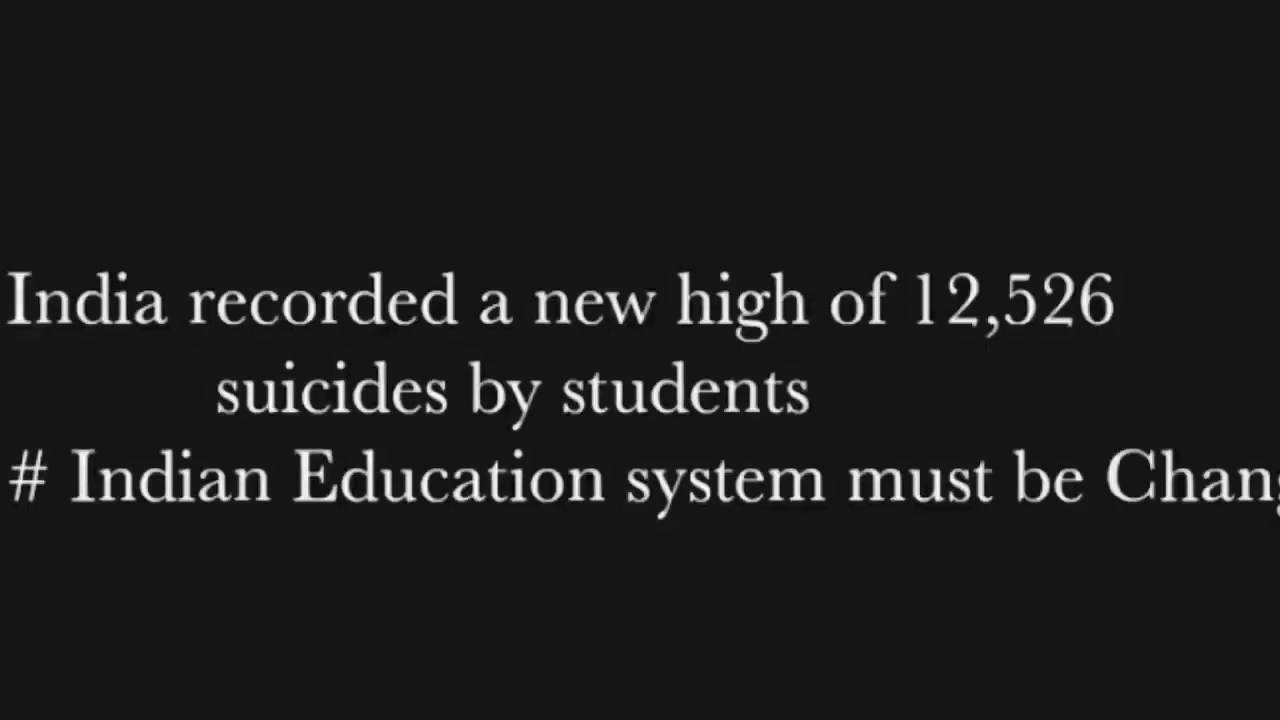 India recorded a new high of 12,526
suicides by students
# Indian Education system must be Chang